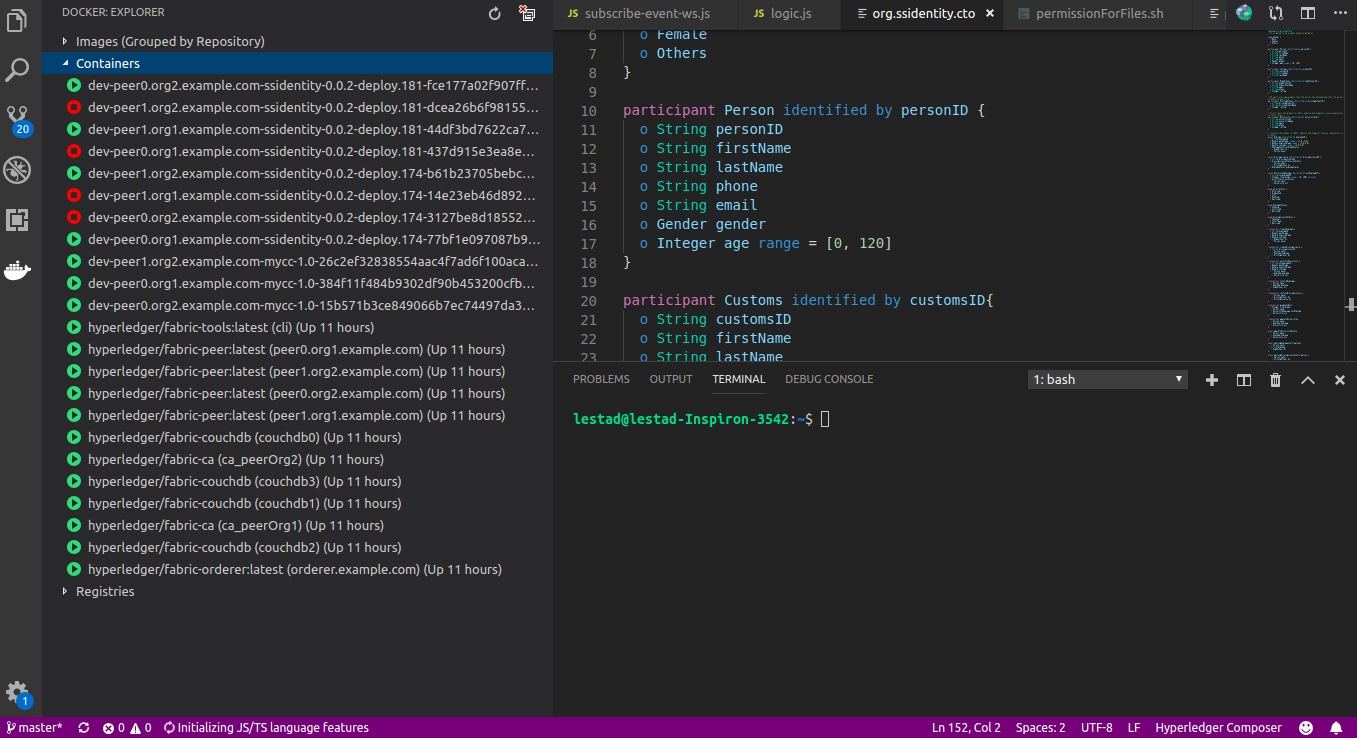 DOCKER: EXPLORER
Images (Grouped by Repository)
Containers
dev-peer0.org2.example.com-ssidentity-0.0.2-deploy.181-fce177a02f907ff...
dev-peer1.org2.example.com-ssidentity-0.0.2-deploy.181-dcea26b6f98155...
dev-peer1.org1.example.com-ssidentity-0.0.2-deploy.181-44df3bd7622ca7...
dev-peer0.org1.example.com-ssidentity-0.0.2-deploy.181-437d915e3ea8e...
dev-peer1.org2.example.com-ssidentity-0.0.2-deploy.174-b61b23705bebc...
dev-peer1.org1.example.com-ssidentity-0.0.2-deploy.174-14e23eb46d892...
dev-peer0.org2.example.com-ssidentity-0.0.2-deploy.174-3127be8d18552...
dev-peer0.org1.example.com-ssidentity-0.0.2-deploy.174-77bf1e097087b9...
dev-peer1.org2.example.com-mycc-1.0-26c2ef32838554aac4f7ad6f100aca...
dev-peer0.org1.example.com-mycc-1.0-384f11f484b9302df90b453200cfb...
dev-peer0.org2.example.com-mycc-1.0-15b571b3ce849066b7ec74497da3...
hyperledger/fabric-tools:latest (cli) (Up 11 hours)
hyperledger/fabric-peer:latest (peer0.org1.example.com) (Up 11 hours)
hyperledger/fabric-peer:latest (peer1.org2.example.com) (Up 11 hours)
hyperledger/fabric-peer:latest (peer0.org2.example.com) (Up 11 hours)
hyperledger/fabric-peer:latest (peer1.org1.example.com) (Up 11 hours)
hyperledger/fabric-couchdb (couchdb0) (Up 11 hours)
hyperledger/fabric-ca (ca_peerOrg2) (Up 11 hours)
hyperledger/fabric-couchdb (couchdb3) (Up 11 hours)
hyperledger/fabric-couchdb (couchdb1) (Up 11 hours)
hyperledger/fabric-ca (ca_peerOrg1) (Up 11 hours)
hyperledger/fabric-couchdb (couchdb2) (Up 11 hours)
hyperledger/fabric-orderer:latest (orderer.example.com) (Up 11 hours)
Registries
20
1
JS subscribe-event-ws.js JS logic.js org.ssidentity.cto × permissionForFiles.sh
6 o Female
7 o Others
8 }
9
10 participant Person identified by personID {
11 o String personID
12 o String firstName
13 o String lastName
14 o String phone
15 o String email
16 o Gender gender
17 o Integer age range = [0, 120]
18 }
19
20 participant Customs identified by customsID{
21 o String customsID
22 o String firstName
23 o String lastName
PROBLEMS OUTPUT TERMINAL DEBUG CONSOLE 1: bash
lestad@lestad-Inspiron-3542:~$
master* 0 0 Initializing JS/TS language features Ln 152, Col 2 Spaces: 2 UTF-8 LF Hyperledger Composer